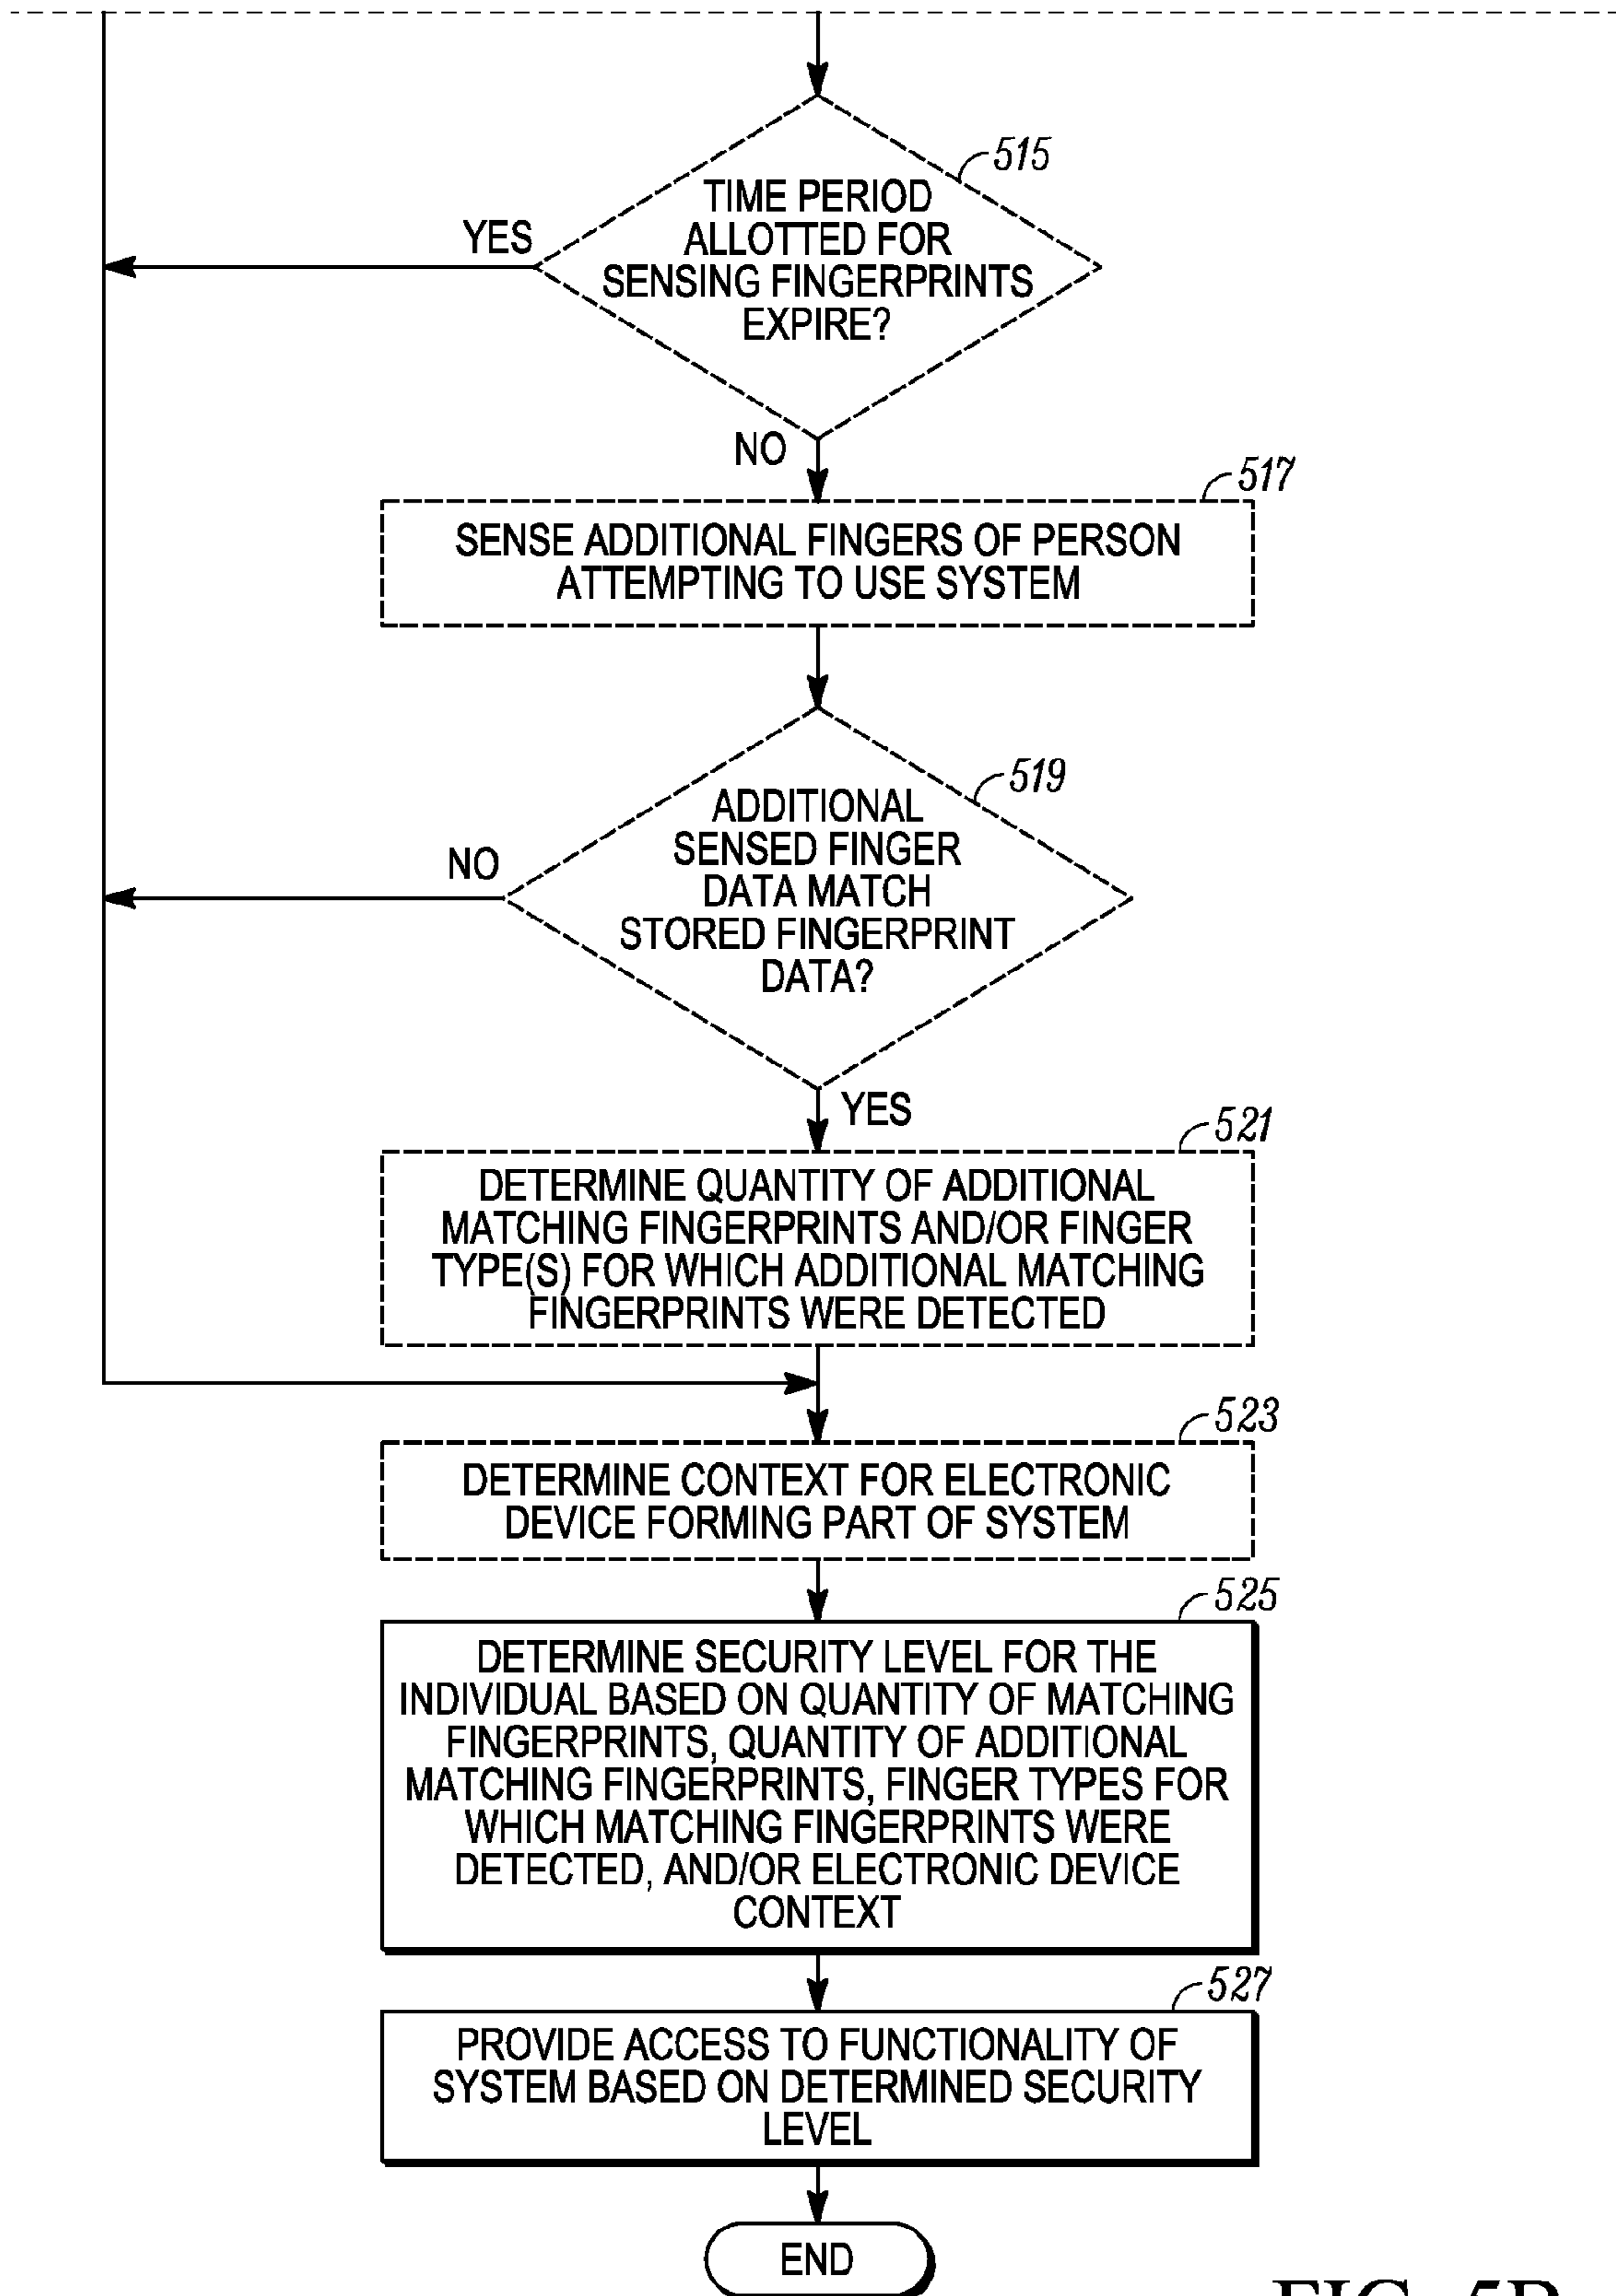 515
TIME PERIOD
ALLOTTED FOR
SENSING FINGERPRINTS
EXPIRE?
YES
NO
517
SENSE ADDITIONAL FINGERS OF PERSON
ATTEMPTING TO USE SYSTEM
519
ADDITIONAL
SENSED FINGER
DATA MATCH
STORED FINGERPRINT
DATA?
NO
YES
521
DETERMINE QUANTITY OF ADDITIONAL
MATCHING FINGERPRINTS AND/OR FINGER
TYPE(S) FOR WHICH ADDITIONAL MATCHING
FINGERPRINTS WERE DETECTED
523
DETERMINE CONTEXT FOR ELECTRONIC
DEVICE FORMING PART OF SYSTEM
525
DETERMINE SECURITY LEVEL FOR THE
INDIVIDUAL BASED ON QUANTITY OF MATCHING
FINGERPRINTS, QUANTITY OF ADDITIONAL
MATCHING FINGERPRINTS, FINGER TYPES FOR
WHICH MATCHING FINGERPRINTS WERE
DETECTED, AND/OR ELECTRONIC DEVICE
CONTEXT
527
PROVIDE ACCESS TO FUNCTIONALITY OF
SYSTEM BASED ON DETERMINED SECURITY
LEVEL
END